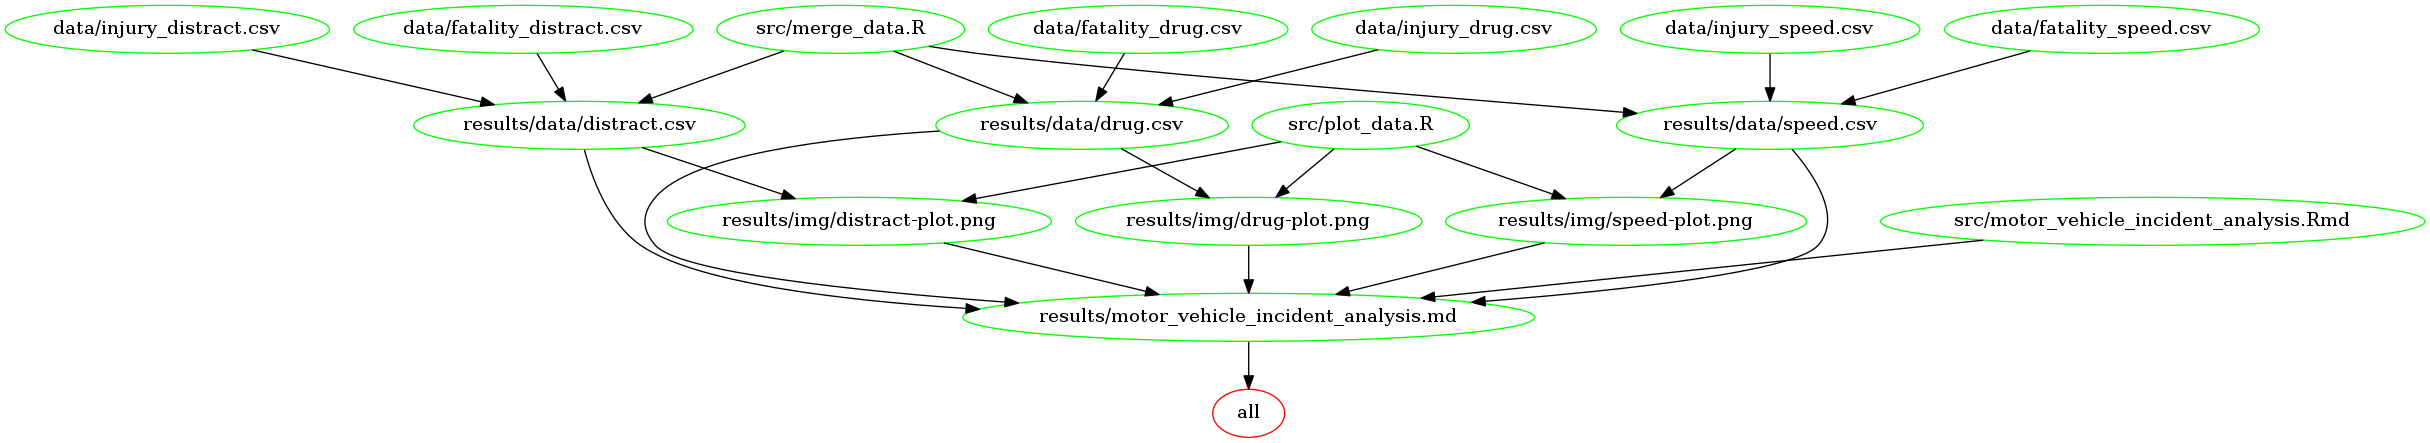 data/injury_distract.csv
data/fatality_distract.csv
src/merge_data.R
data/fatality_drug.csv
data/injury_drug.csv
data/injury_speed.csv
data/fatality_speed.csv
results/data/distract.csv
results/data/drug.csv
src/plot_data.R
results/data/speed.csv
results/img/distract-plot.png
results/img/drug-plot.png
results/img/speed-plot.png
src/motor_vehicle_incident_analysis.Rmd
results/motor_vehicle_incident_analysis.md
all